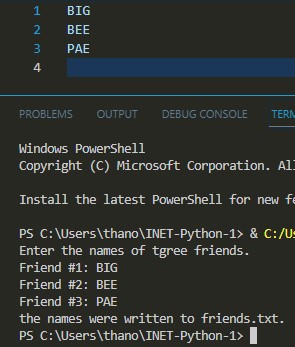 1 BIG
2 BEE
3 PAE
4
PROBLEMS OUTPUT DEBUG CONSOLE TERM
Windows PowerShell
Copyright (C) Microsoft Corporation. All
Install the latest PowerShell for new fe
PS C:\Users\thano\INET-Python-1> & C:/Us
Enter the names of tgree friends.
Friend #1: BIG
Friend #2: BEE
Friend #3: PAE
the names were written to friends.txt.
PS C:\Users\thano\INET-Python-1>